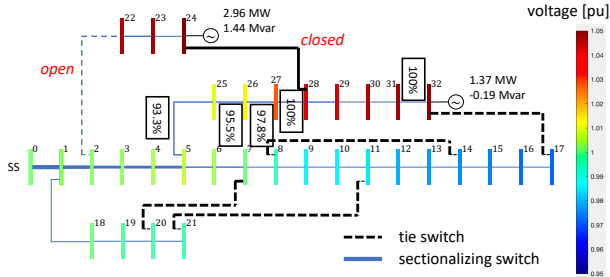 voltage [pu]
22 23 24
2.96 MW
1.44 Mvar
closed
open
1.05
1.04
1.03
1.02
1.01
1.00
0.99
0.98
0.97
0.96
0.95
25 26 27 28 29 30 31 32
100%
1.37 MW
-0.19 Mvar
93.3%
95.5%
97.8%
100%
SS
0 1 2 3 4 5 6 7 8 9 10 11 12 13 14 15 16 17
18 19 20 21
tie switch
sectionalizing switch